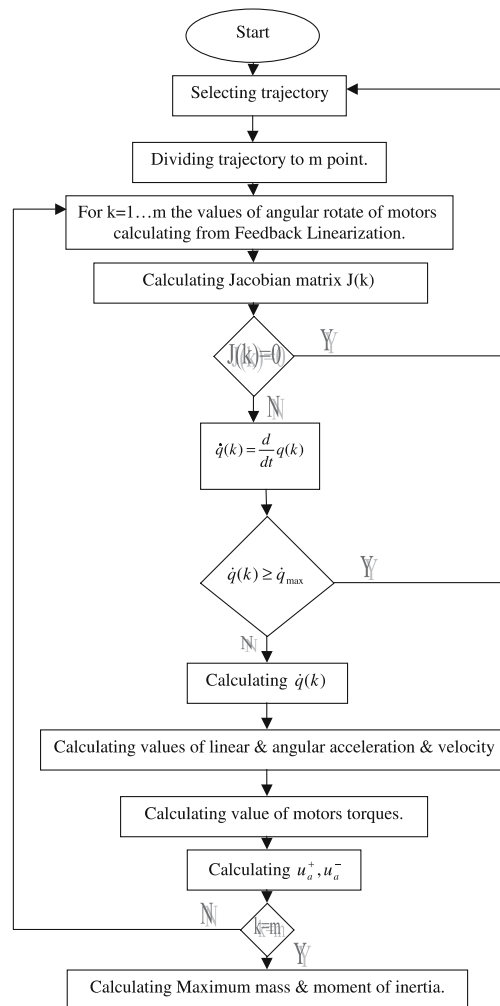 Start
Selecting trajectory
Dividing trajectory to m point.
For k=1…m the values of angular rotate of motors
calculating from Feedback Linearization.
Calculating Jacobian matrix J(k)
J(k)=0
Y
N
q̇(k) = d/dt q(k)
q̇(k) ≥ q̇max
Y
N
Calculating q̇(k)
Calculating values of linear & angular acceleration & velocity
Calculating value of motors torques.
Calculating u_a^+, u_a^-
N
k=m
Y
Calculating Maximum mass & moment of inertia.